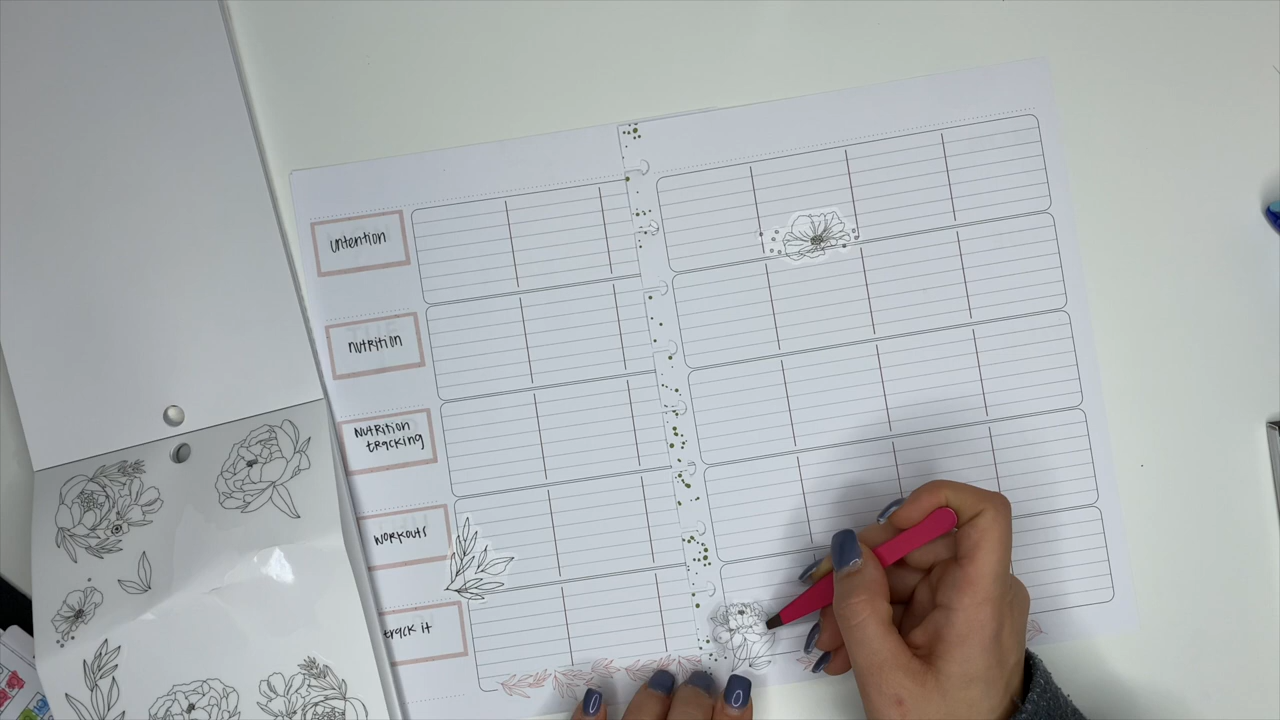 intention
nutrition
Nutrition
tracking
workouts
track it